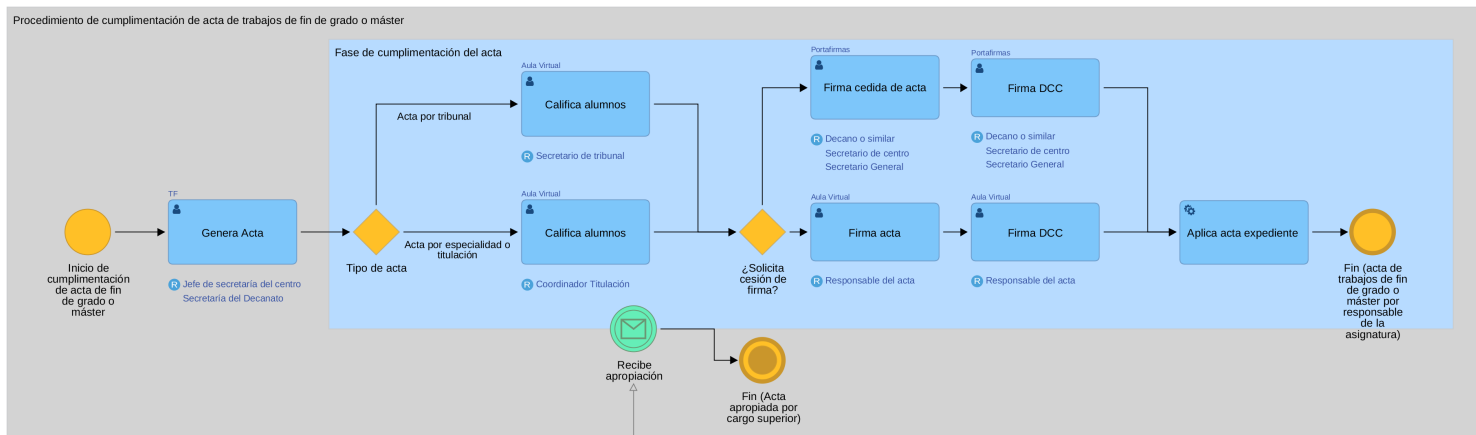 Procedimiento de cumplimentación de acta de trabajos de fin de grado o máster
Fase de cumplimentación del acta
Inicio de
cumplimentación
de acta de fin
de grado o
máster
TF
Genera Acta
R Jefe de secretaría del centro
Secretaria del Decanato
Tipo de acta
Acta por tribunal
Acta por especialidad o
titulación
Aula Virtual
Califica alumnos
R Secretario de tribunal
Aula Virtual
Califica alumnos
R Coordinador Titulación
¿Solicita
cesión de
firma?
Portafirmas
Firma cedida de acta
R Decano o similar
Secretario de centro
Secretario General
Portafirmas
Firma DCC
R Decano o similar
Secretario de centro
Secretario General
Aula Virtual
Firma acta
R Responsable del acta
Aula Virtual
Firma DCC
R Responsable del acta
Aplica acta expediente
Fin (acta de
trabajos de fin
de grado o
máster por
responsable
de la
asignatura)
Recibe
apropiación
Fin (Acta
apropiada por
cargo superior)